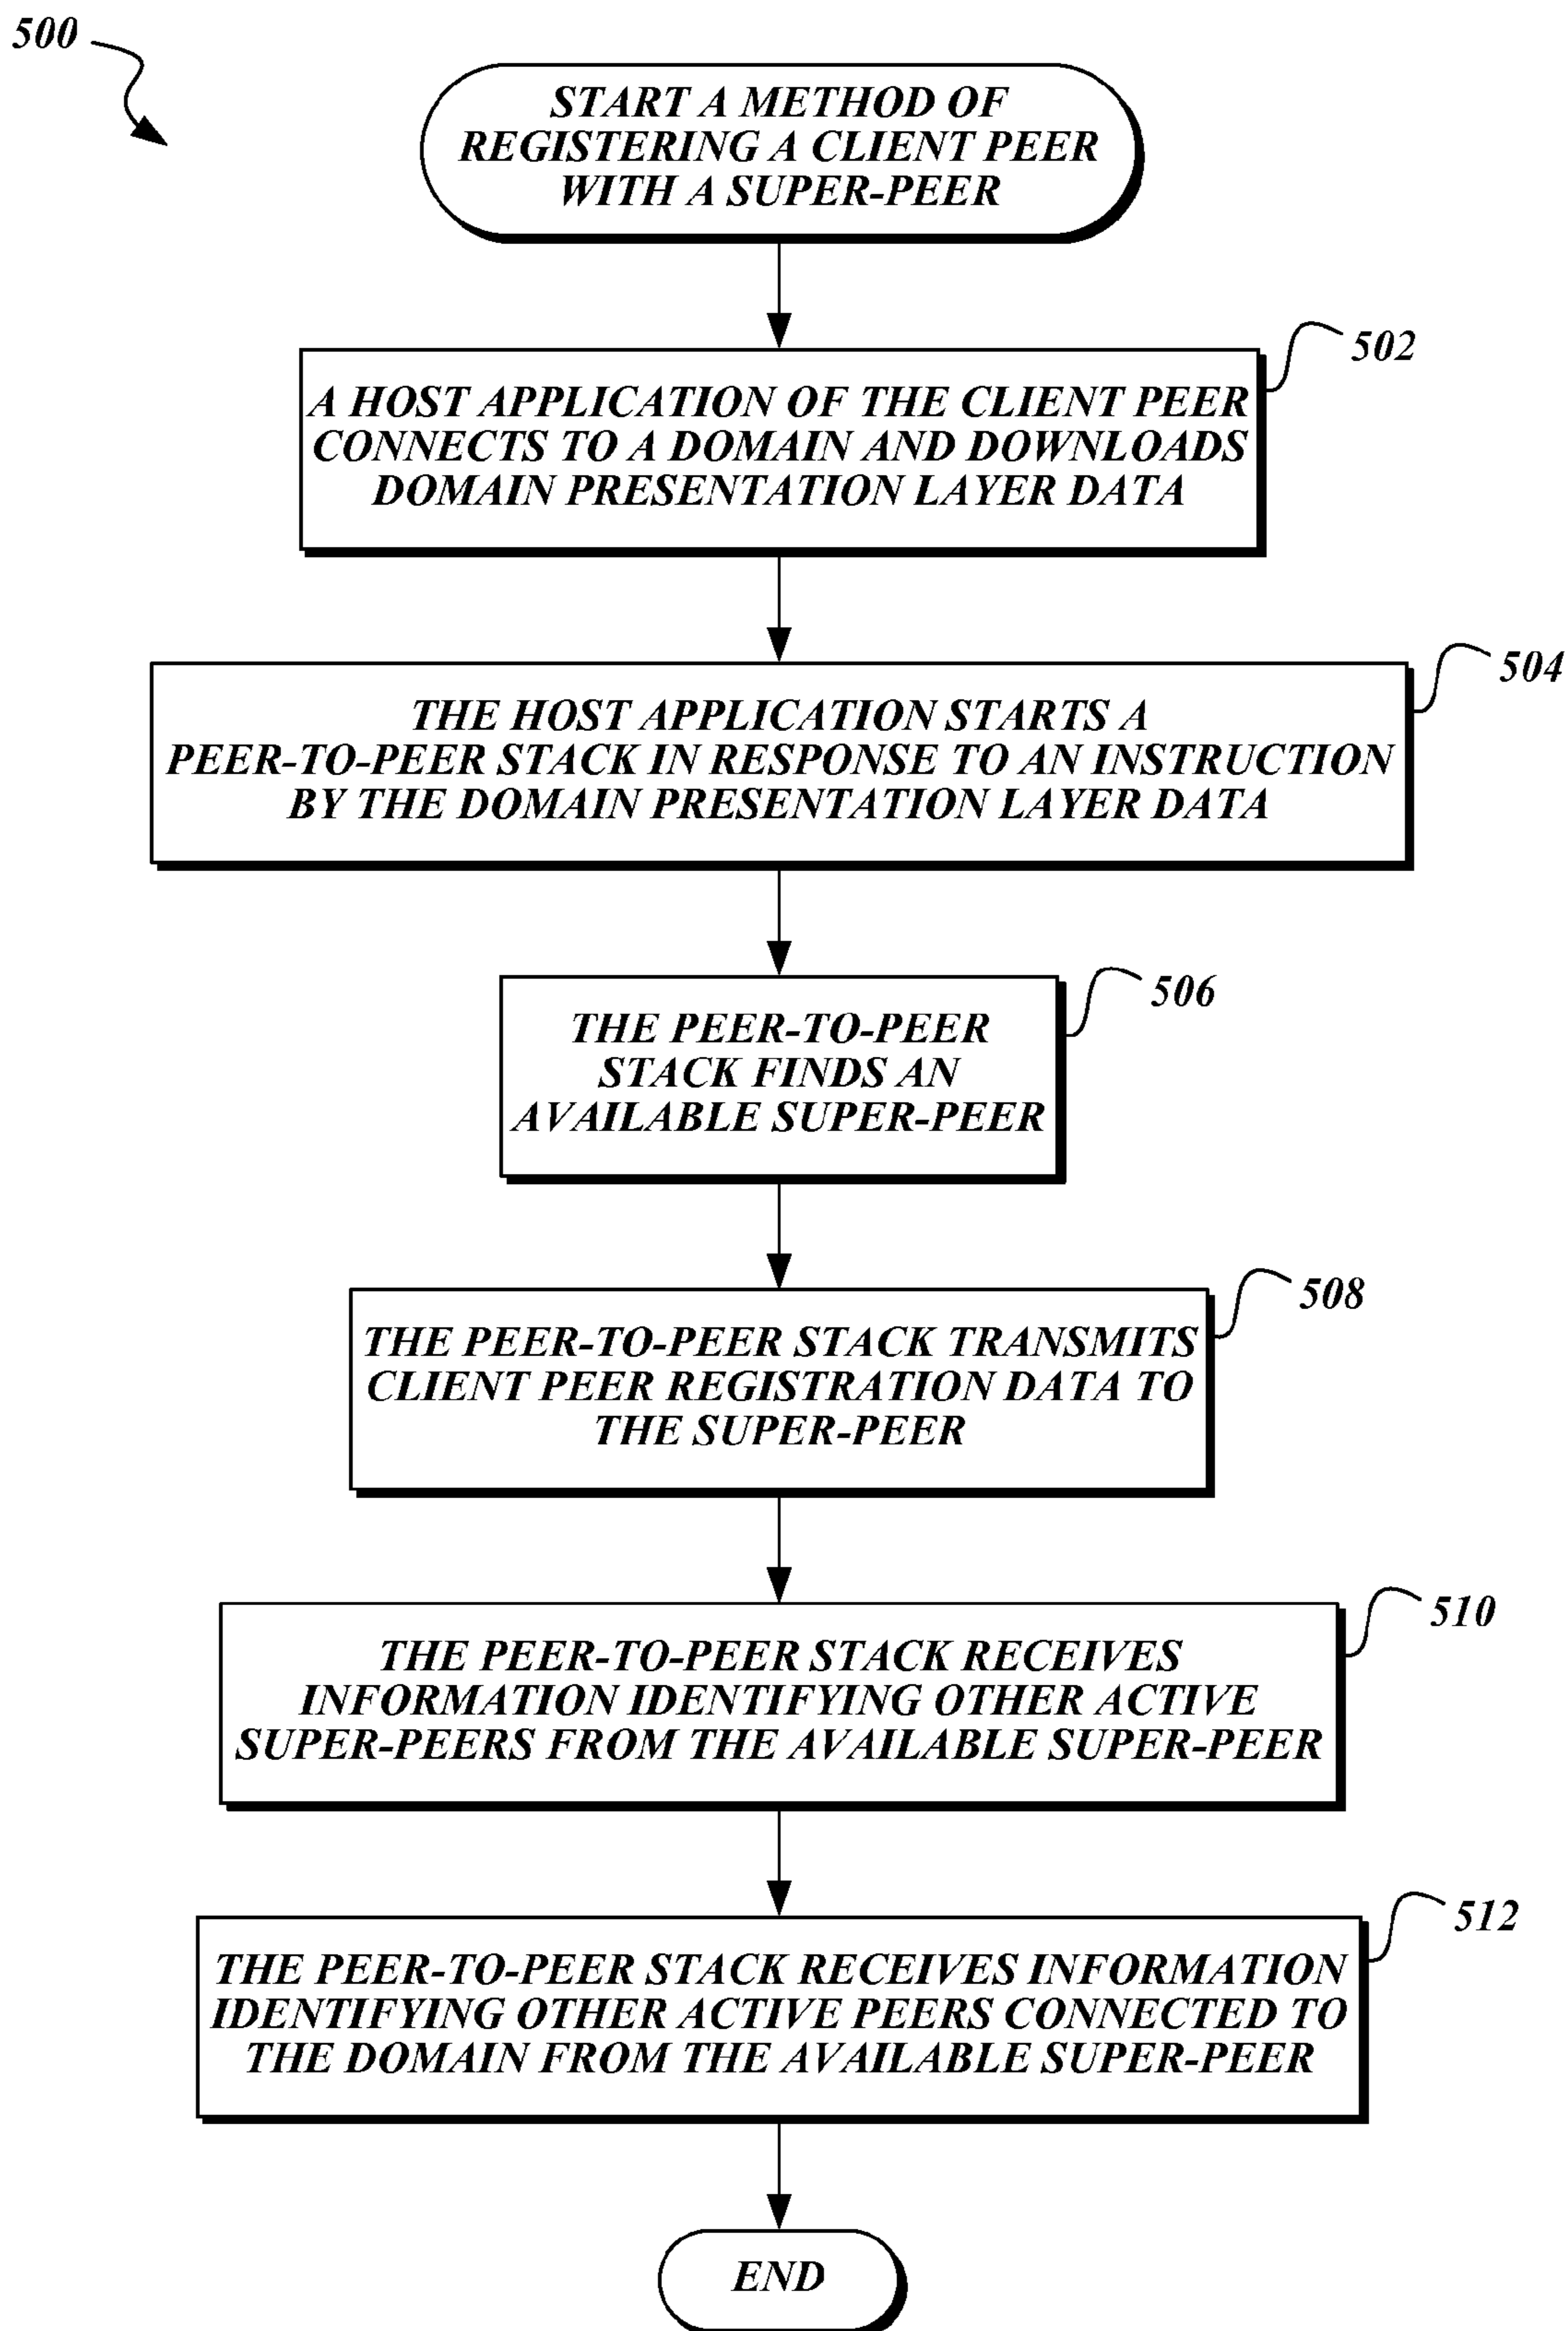 500
START A METHOD OF
REGISTERING A CLIENT PEER
WITH A SUPER-PEER
502
A HOST APPLICATION OF THE CLIENT PEER
CONNECTS TO A DOMAIN AND DOWNLOADS
DOMAIN PRESENTATION LAYER DATA
504
THE HOST APPLICATION STARTS A
PEER-TO-PEER STACK IN RESPONSE TO AN INSTRUCTION
BY THE DOMAIN PRESENTATION LAYER DATA
506
THE PEER-TO-PEER
STACK FINDS AN
AVAILABLE SUPER-PEER
508
THE PEER-TO-PEER STACK TRANSMITS
CLIENT PEER REGISTRATION DATA TO
THE SUPER-PEER
510
THE PEER-TO-PEER STACK RECEIVES
INFORMATION IDENTIFYING OTHER ACTIVE
SUPER-PEERS FROM THE AVAILABLE SUPER-PEER
512
THE PEER-TO-PEER STACK RECEIVES INFORMATION
IDENTIFYING OTHER ACTIVE PEERS CONNECTED TO
THE DOMAIN FROM THE AVAILABLE SUPER-PEER
END